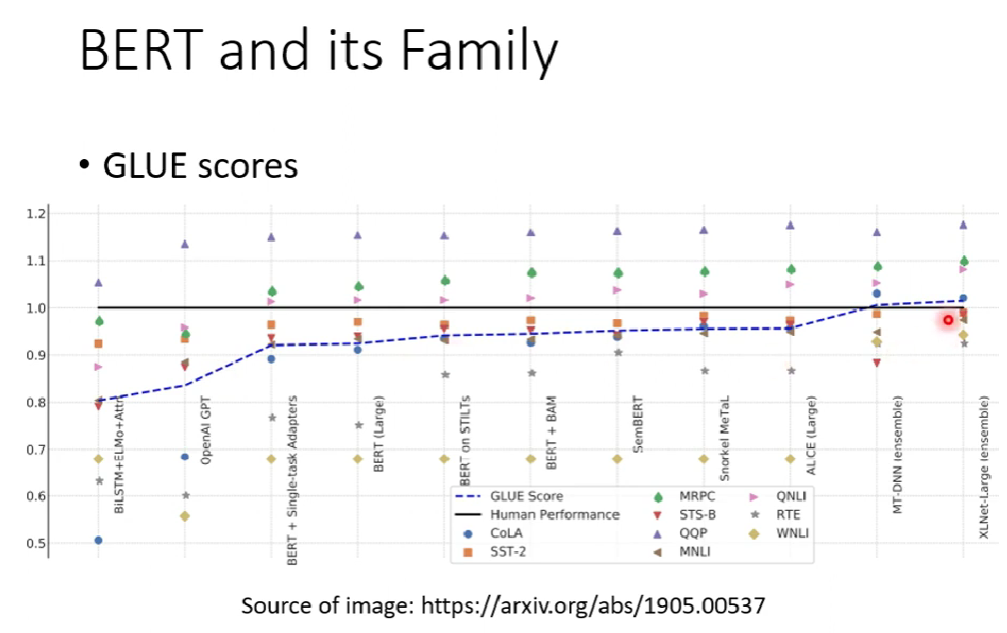 BERT and its Family
• GLUE scores
1.2
1.1
1.0
0.9
0.8
0.7
0.6
0.5
BiLSTM+ELMo+Attn
OpenAI GPT
BERT + Single-task Adapters
BERT (Large)
BERT on STILTs
BERT + BAM
SemBERT
Snorkel MeTaL
ALICE (Large)
MT-DNN (ensemble)
XLNet-Large (ensemble)
GLUE Score
Human Performance
CoLA
SST-2
MRPC
STS-B
QQP
MNLI
QNLI
RTE
WNLI
Source of image: https://arxiv.org/abs/1905.00537